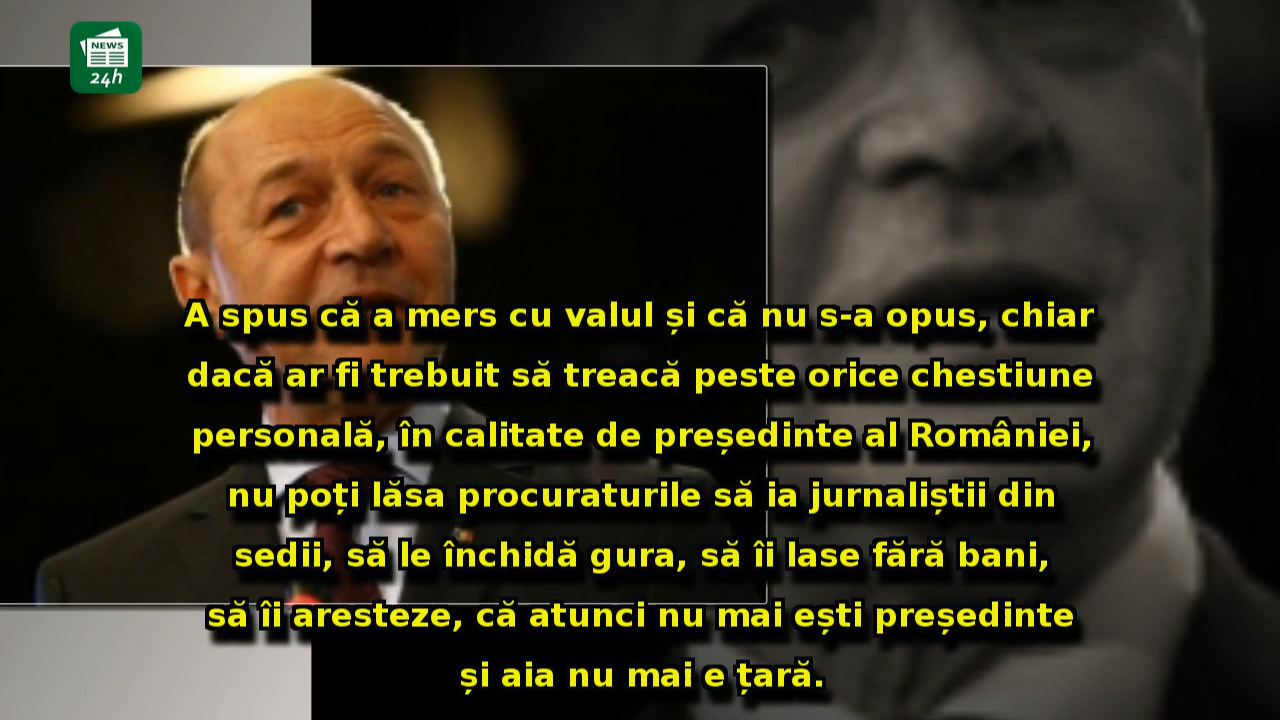 NEWS
24h
A spus că a mers cu valul și că nu s-a opus, chiar
dacă ar fi trebuit să treacă peste orice chestiune
personală, în calitate de președinte al României,
nu poți lăsa procuraturile să ia jurnaliștii din
sedii, să le închidă gura, să îi lase fără bani,
să îi aresteze, că atunci nu mai ești președinte
și aia nu mai e țară.